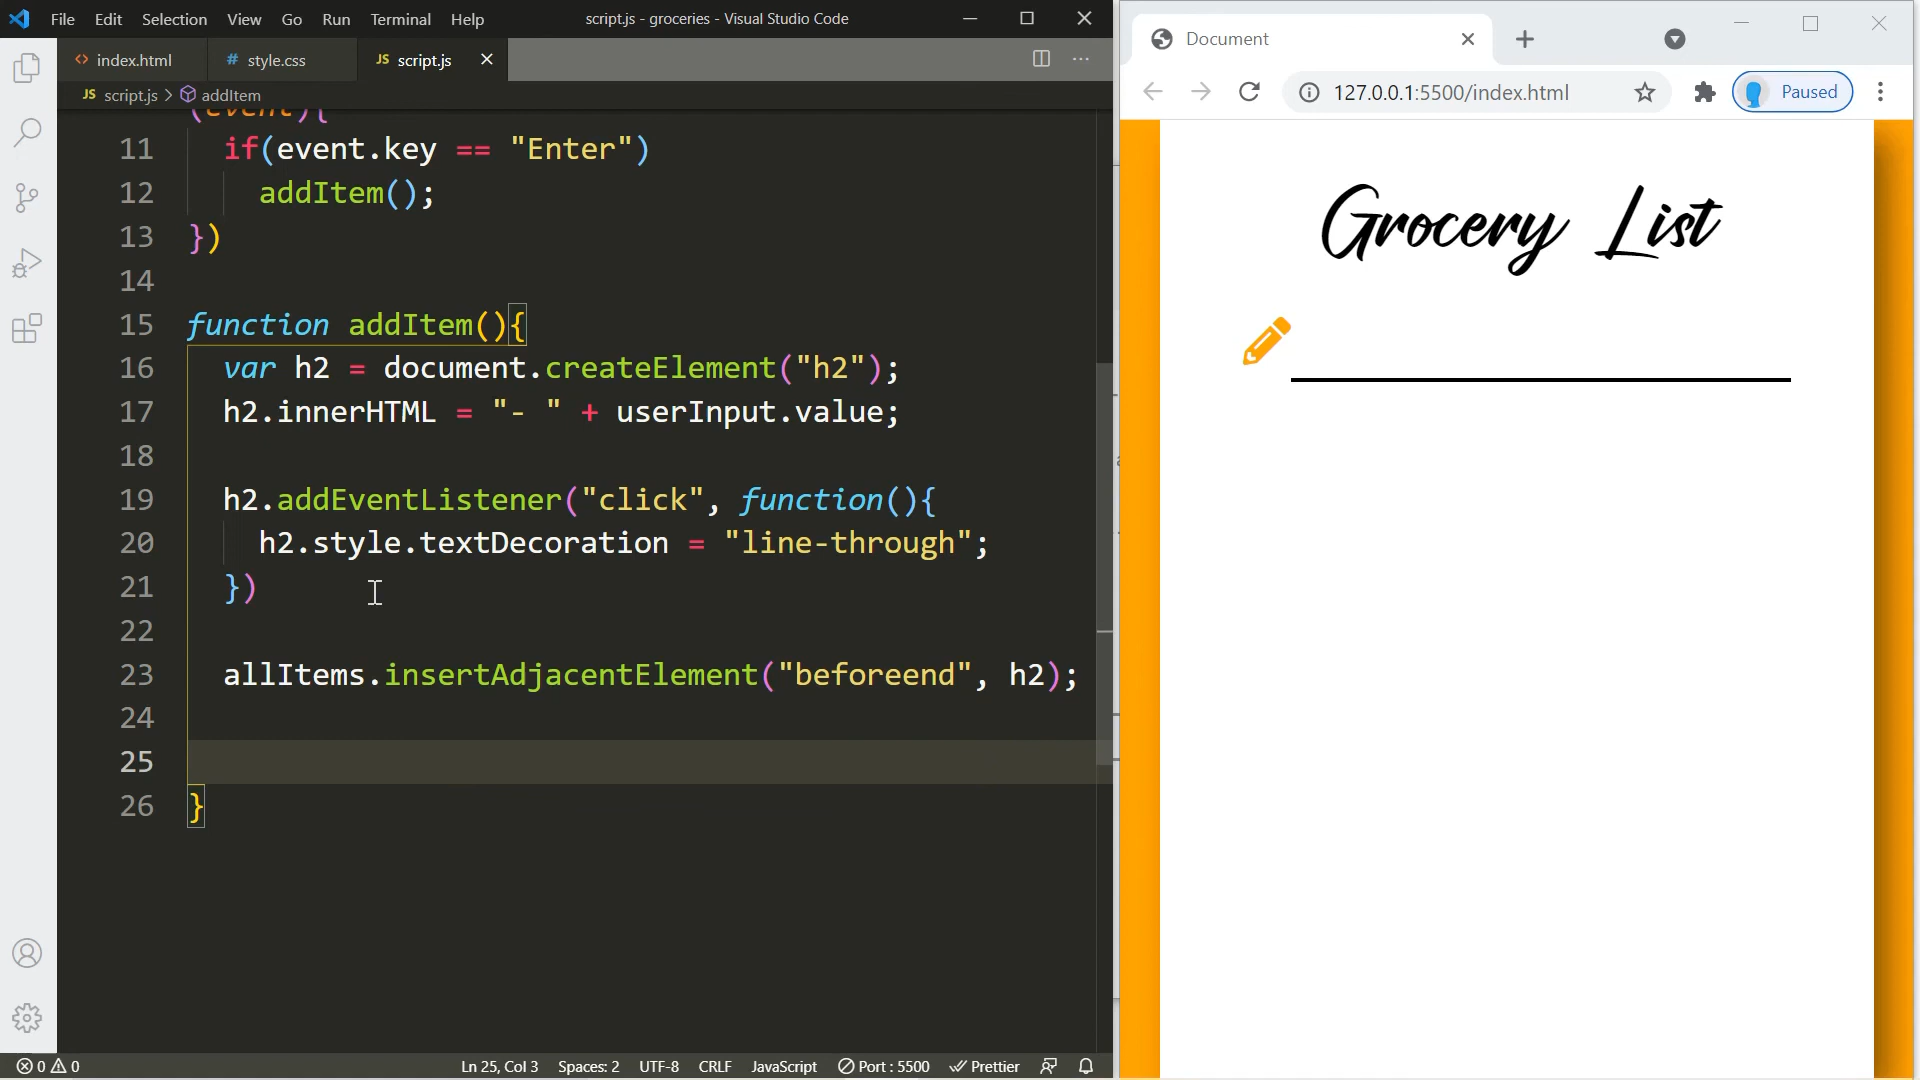 File Edit Selection View Go Run Terminal Help script.js - groceries - Visual Studio Code
<> index.html # style.css JS script.js
JS script.js > addItem
(event){
11 if(event.key == "Enter")
12 addItem();
13 })
14
15 function addItem(){
16 var h2 = document.createElement("h2");
17 h2.innerHTML = "- " + userInput.value;
18
19 h2.addEventListener("click", function(){
20 h2.style.textDecoration = "line-through";
21 })
22
23 allItems.insertAdjacentElement("beforeend", h2);
24
25
26 }
0 0 Ln 25, Col 3 Spaces: 2 UTF-8 CRLF JavaScript Port : 5500 Prettier
Document
127.0.0.1:5500/index.html Paused
Grocery List